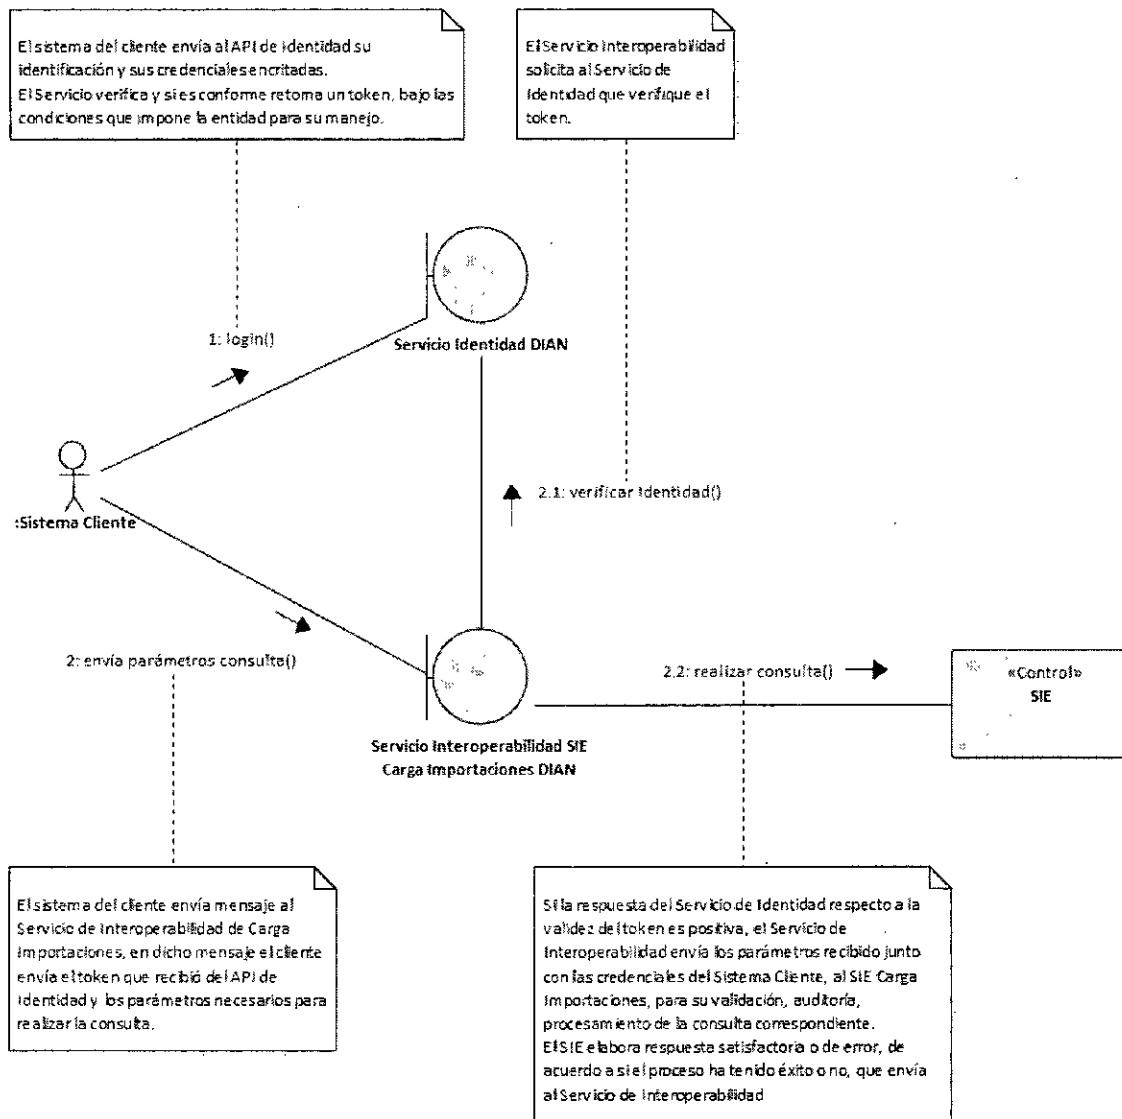 El sistema del cliente envía al API de Identidad su
identificación y sus credenciales encritadas.
El Servicio verifica y si es conforme retorna un token, bajo las
condiciones que impone la entidad para su manejo.
El Servicio Interoperabilidad
solicita al Servicio de
Identidad que verifique el
token.
1: login()
Servicio Identidad DIAN
:Sistema Cliente
2.1: verificar Identidad()
2: envía parámetros consulta()
2.2: realizar consulta()
«Control»
SIE
Servicio Interoperabilidad SIE
Carga Importaciones DIAN
El sistema del cliente envía mensaje al
Servicio de Interoperabilidad de Carga
Importaciones, en dicho mensaje el cliente
envía el token que recibió del API de
Identidad y los parámetros necesarios para
realizar la consulta.
Si la respuesta del Servicio de Identidad respecto a la
validez del token es positiva, el Servicio de
Interoperabilidad envía los parámetros recibido junto
con las credenciales del Sistema Cliente, al SIE Carga
Importaciones, para su validación, auditoría,
procesamiento de la consulta correspondiente.
El SIE elabora respuesta satisfactoria o de error, de
acuerdo a si el proceso ha tenido éxito o no, que envía
al Servicio de Interoperabilidad